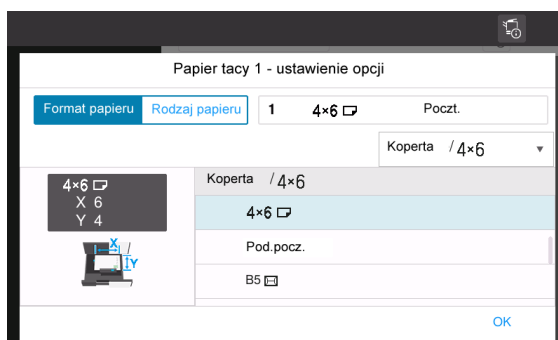 Papier tacy 1 - ustawienie opcji
Format papieru Rodzaj papieru 1 4×6 Poczt.
Koperta / 4×6
4×6
X 6
Y 4
X
Y
Koperta / 4×6
4×6
Pod.pocz.
B5
OK